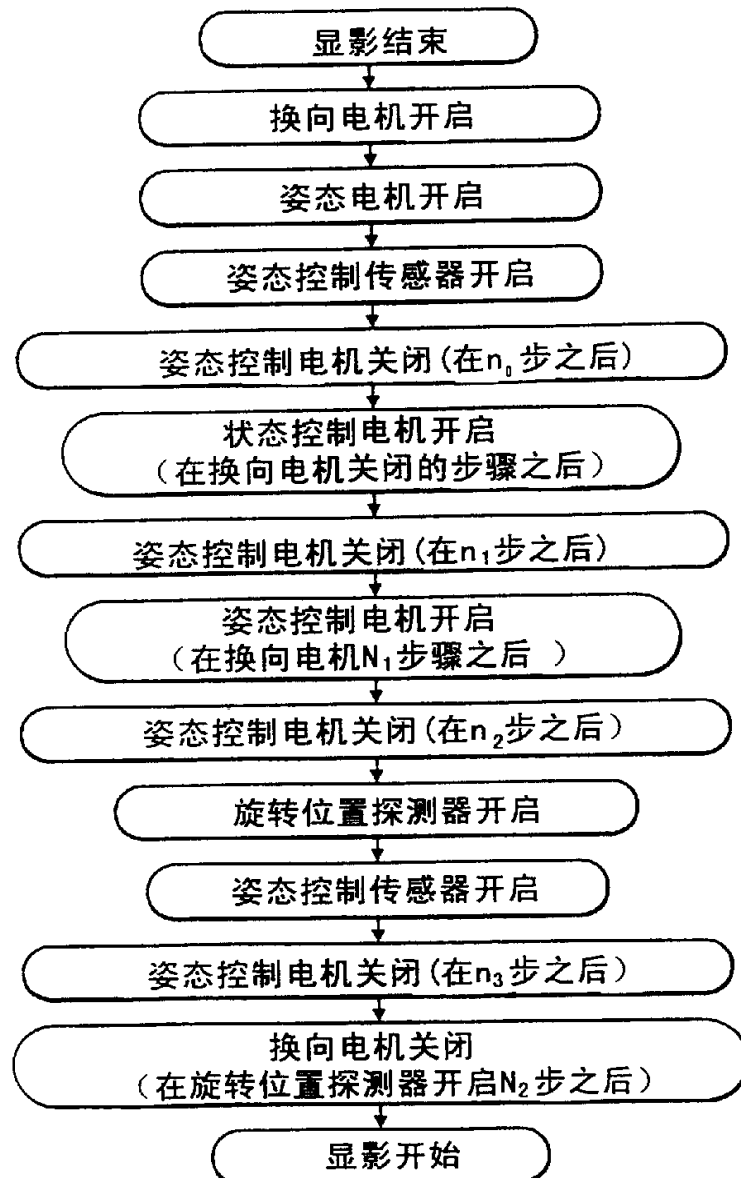 显影结束
换向电机开启
姿态电机开启
姿态控制传感器开启
姿态控制电机关闭(在n₀步之后)
状态控制电机开启
(在换向电机关闭的步骤之后)
姿态控制电机关闭(在n₁步之后)
姿态控制电机开启
(在换向电机N₁步骤之后 )
姿态控制电机关闭(在n₂步之后)
旋转位置探测器开启
姿态控制传感器开启
姿态控制电机关闭(在n₃步之后)
换向电机关闭
(在旋转位置探测器开启N₂步之后)
显影开始